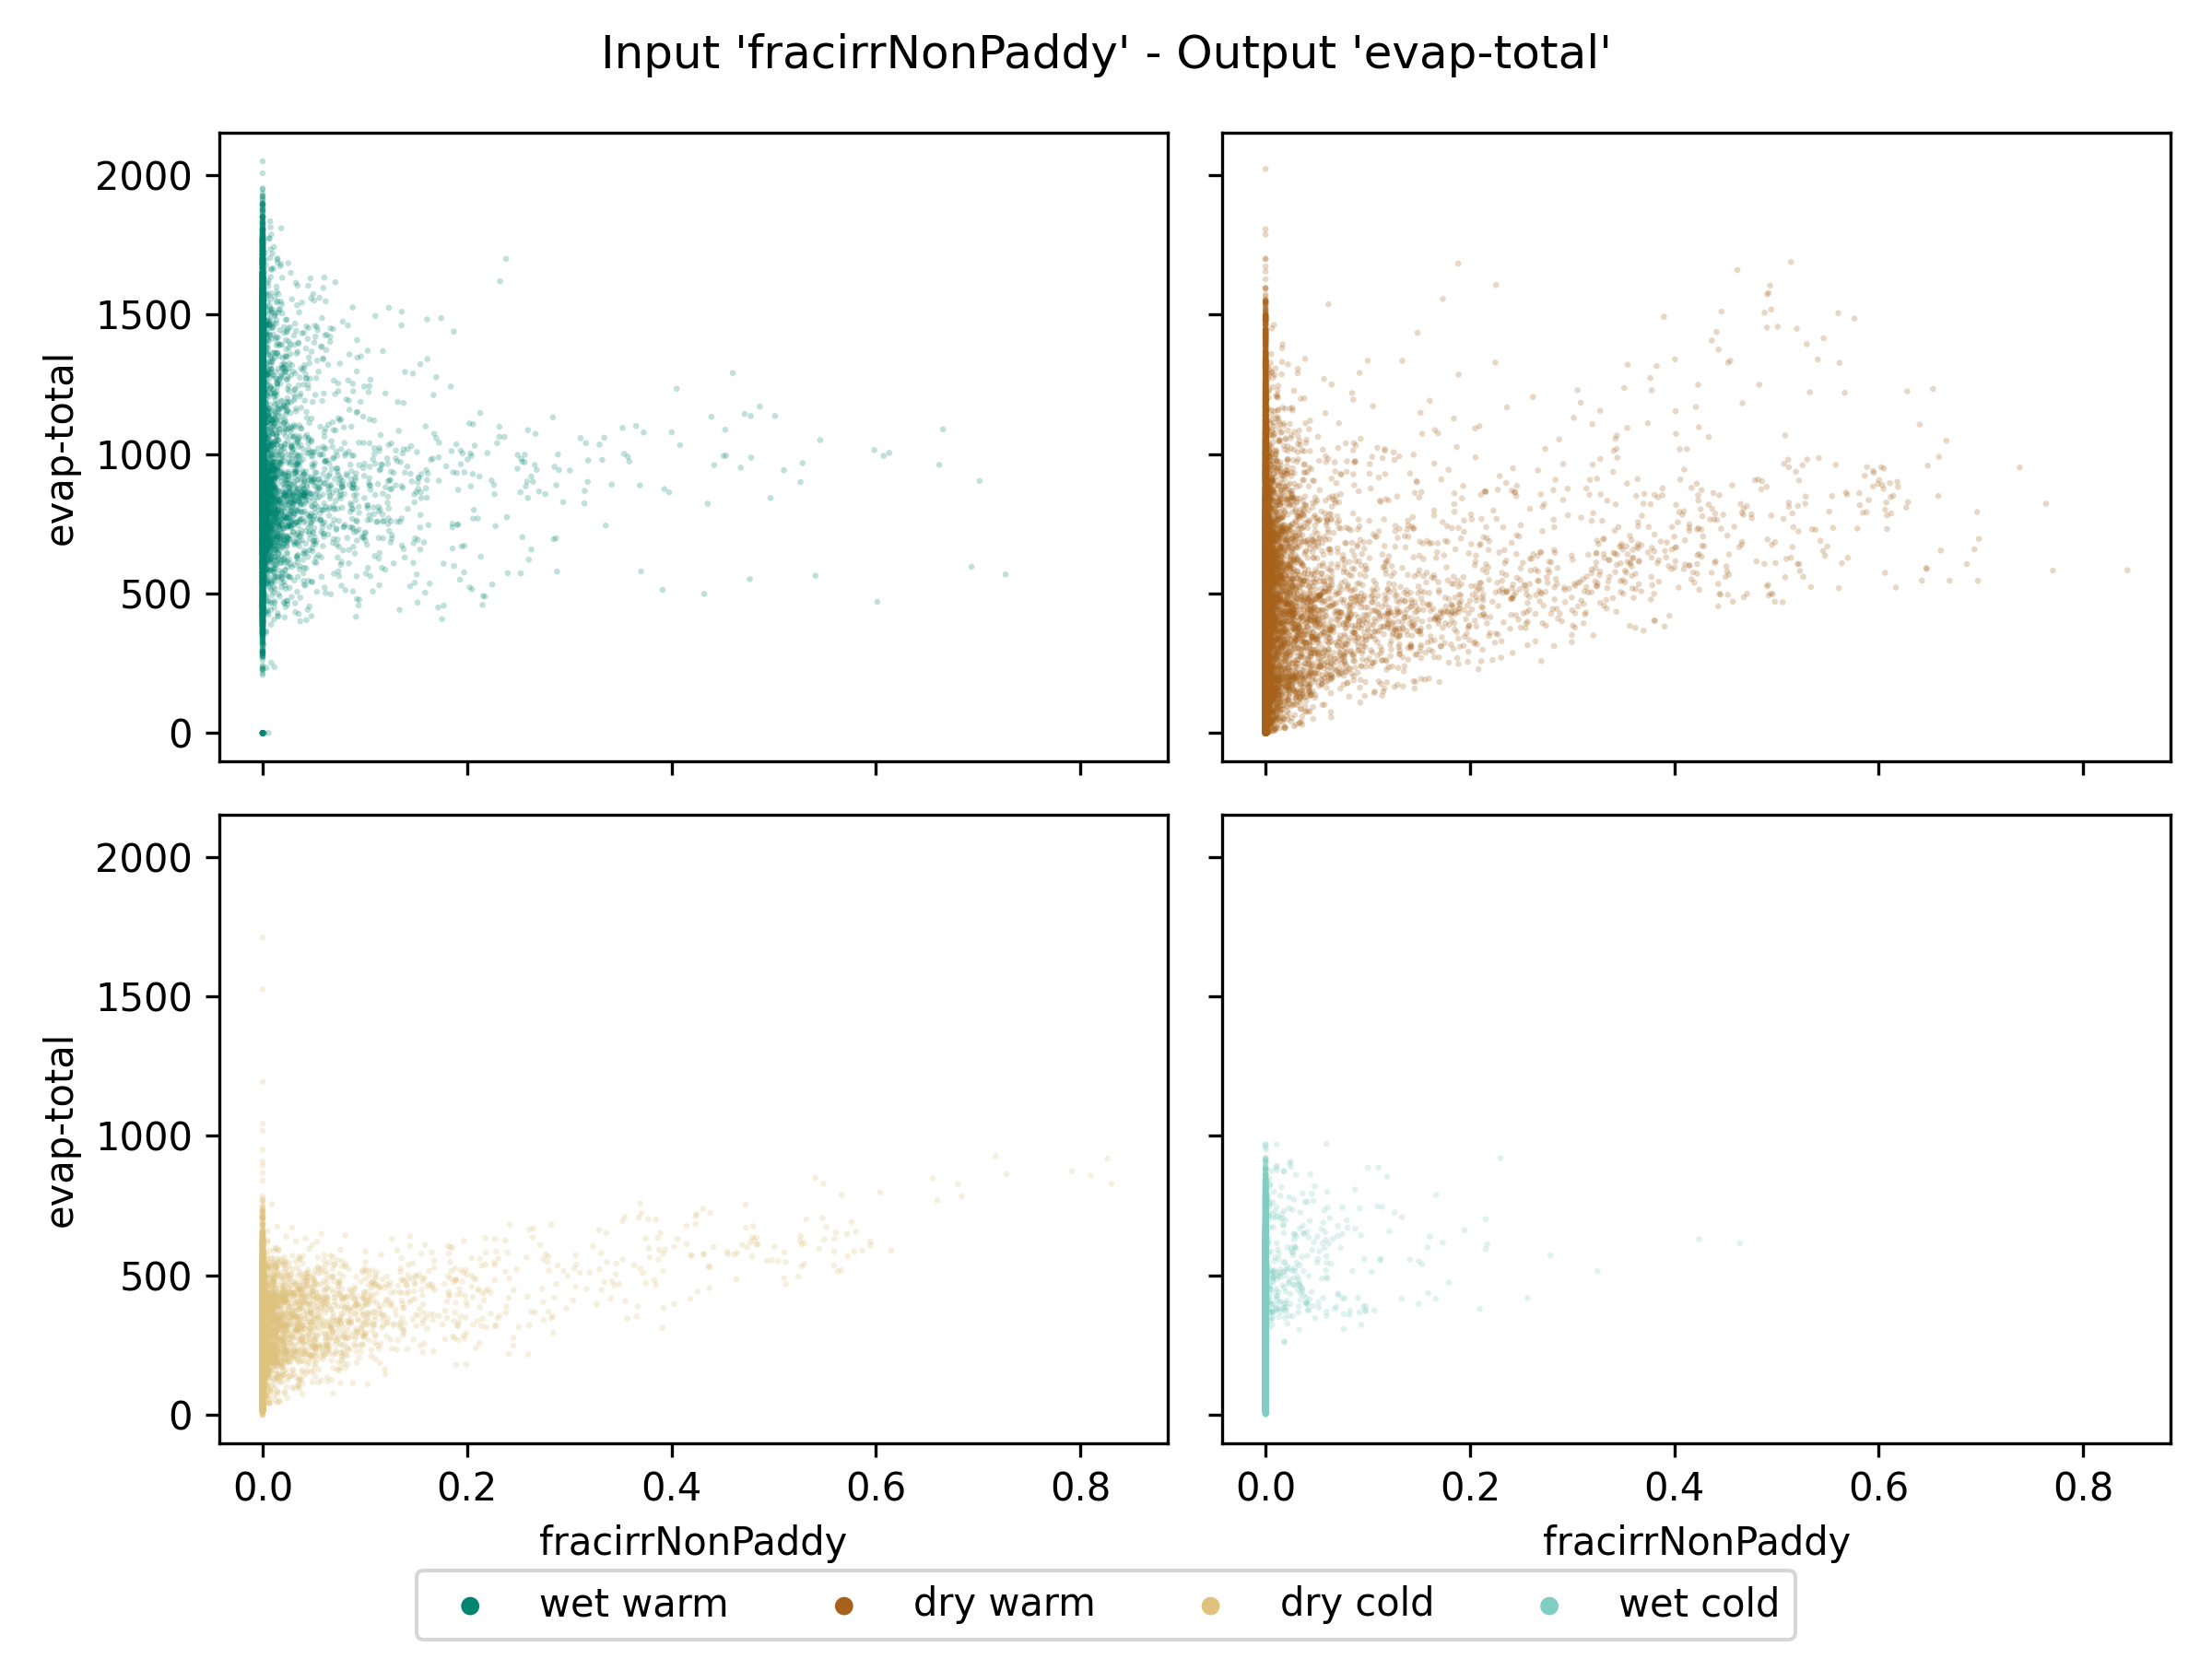 Input 'fracirrNonPaddy' - Output 'evap-total'
2000
1500
1000
500
0
evap-total
2000
1500
1000
500
0
evap-total
0.0 0.2 0.4 0.6 0.8
0.0 0.2 0.4 0.6 0.8
fracirrNonPaddy
fracirrNonPaddy
wet warm dry warm dry cold wet cold